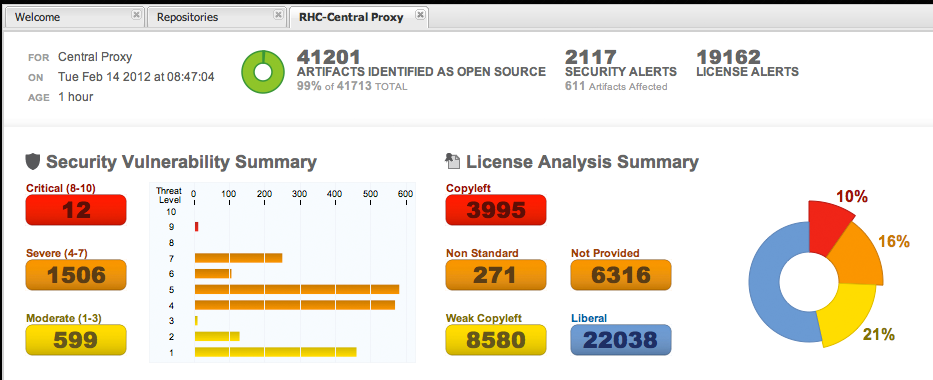 Welcome
Repositories
RHC-Central Proxy
FOR Central Proxy
ON Tue Feb 14 2012 at 08:47:04
AGE 1 hour
41201
ARTIFACTS IDENTIFIED AS OPEN SOURCE
99% of 41713 TOTAL
2117
SECURITY ALERTS
611 Artifacts Affected
19162
LICENSE ALERTS
Security Vulnerability Summary
Critical (8-10)
12
Severe (4-7)
1506
Moderate (1-3)
599
Threat
Level
0 100 200 300 400 500 600
10
9
8
7
6
5
4
3
2
1
License Analysis Summary
Copyleft
3995
Non Standard
271
Not Provided
6316
Weak Copyleft
8580
Liberal
22038
10%
16%
21%